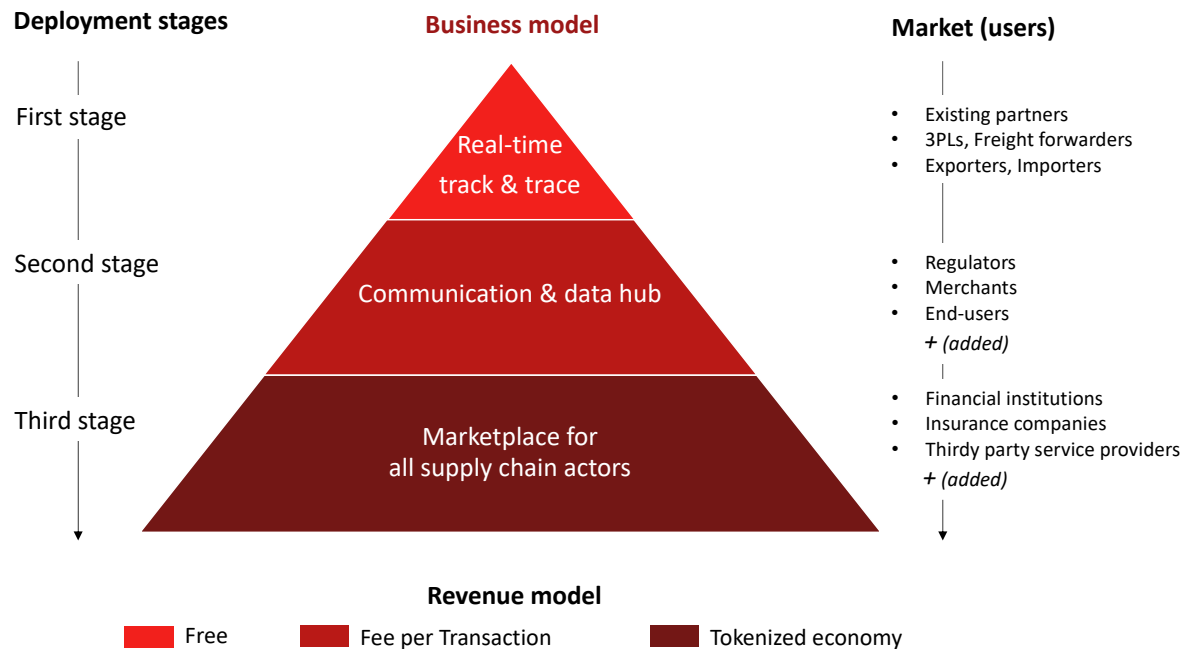 Deployment stages
Business model
Market (users)
First stage
Real-time
track & trace
• Existing partners
• 3PLs, Freight forwarders
• Exporters, Importers
Second stage
Communication & data hub
• Regulators
• Merchants
• End-users
+ (added)
Third stage
Marketplace for
all supply chain actors
• Financial institutions
• Insurance companies
• Thirdy party service providers
+ (added)
Revenue model
Free
Fee per Transaction
Tokenized economy